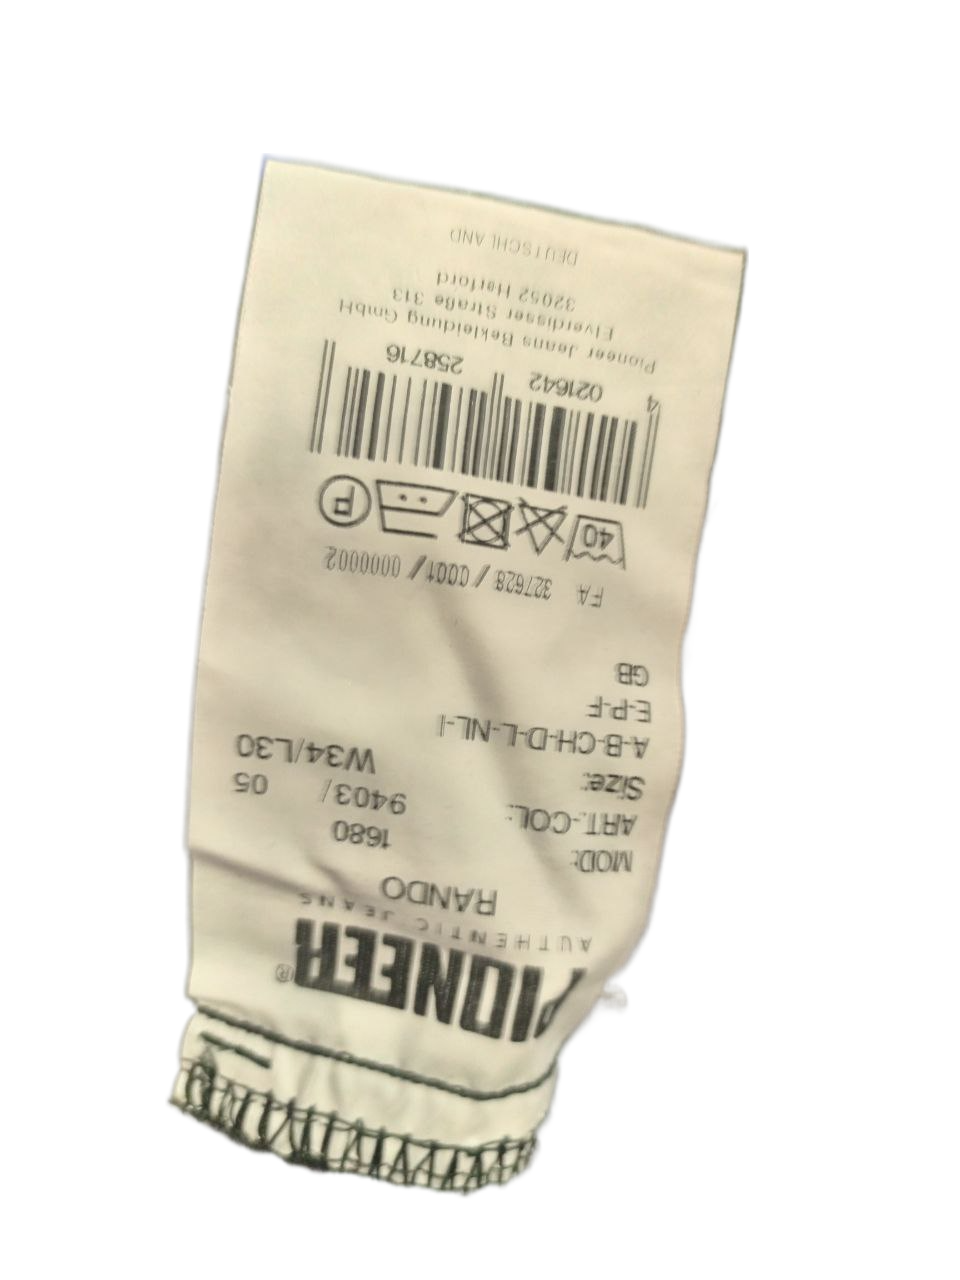 PIONEER®
AUTHENTIC JEANS
RANDO
MOD: 1680
ART.-COL: 9403/ 05
Size: W34/L30
A-B-CH-D-L-NL-I
E-P-F
GB
FA 327628 / 0001 / 0000002
40 P
4 021642 258716
Pioneer Jeans Bekleidung GmbH
Elverdisser Straße 313
32052 Herford
DEUTSCHLAND